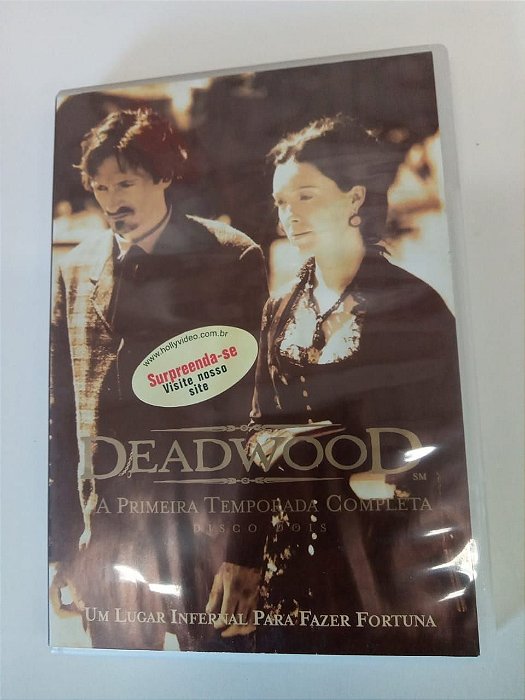 www.hollyvideo.com.br
Surpreenda-se
Visite nosso
site
DEADWOOD SM
A PRIMEIRA TEMPORADA COMPLETA
DISCO DOIS
UM LUGAR INFERNAL PARA FAZER FORTUNA